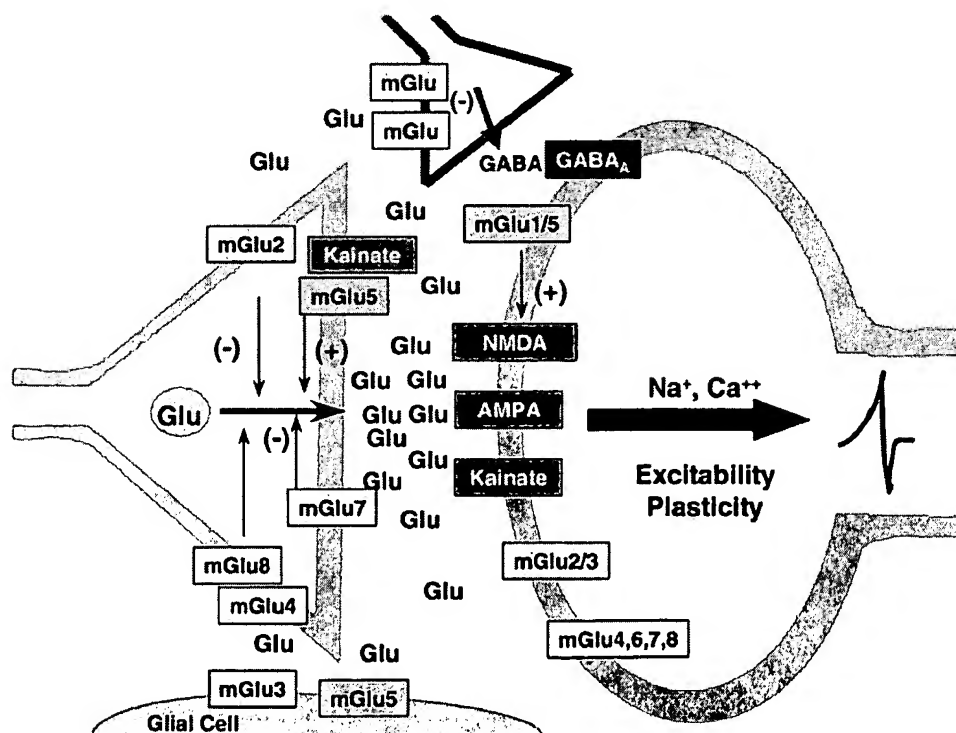 mGlu
(-)
Glu
mGlu
Glu
GABA
GABAA
Glu
mGlu1/5
mGlu2
Kainate
mGlu5
Glu
(+)
(-)
(+)
Glu
NMDA
Glu
Glu
Glu
Glu
Glu
AMPA
Na+, Ca++
(-)
Glu
Glu
Kainate
Excitability
Plasticity
Glu
mGlu7
Glu
mGlu8
mGlu2/3
mGlu4
Glu
mGlu4,6,7,8
Glu
Glu
mGlu3
mGlu5
Glial Cell